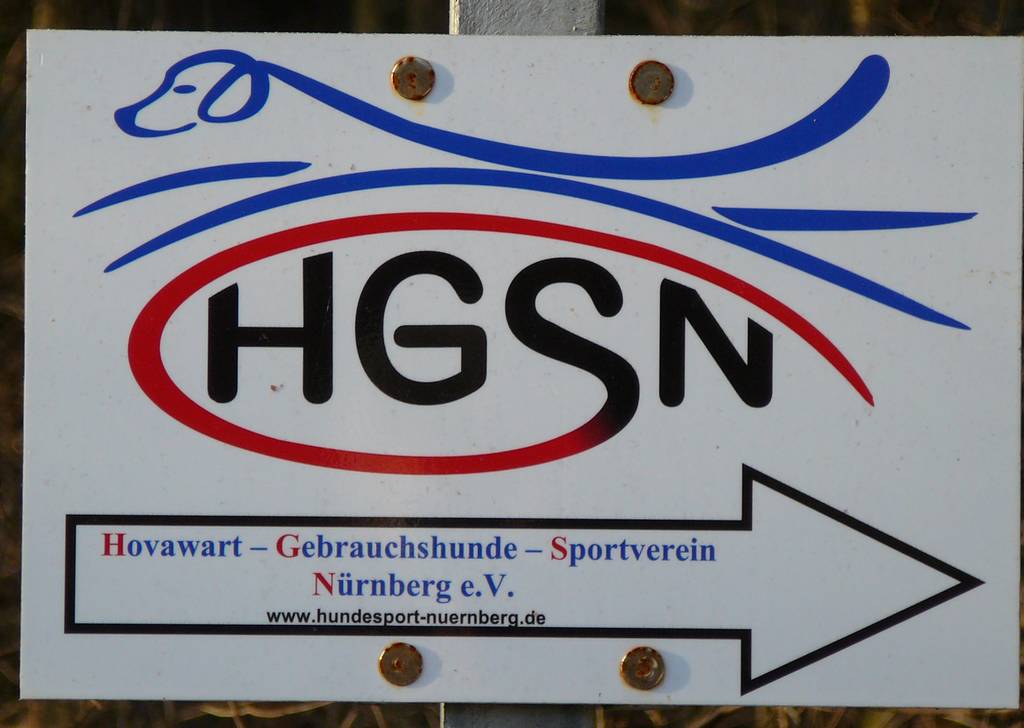 HGSN
Hovawart – Gebrauchshunde – Sportverein
Nürnberg e.V.
www.hundesport-nuernberg.de